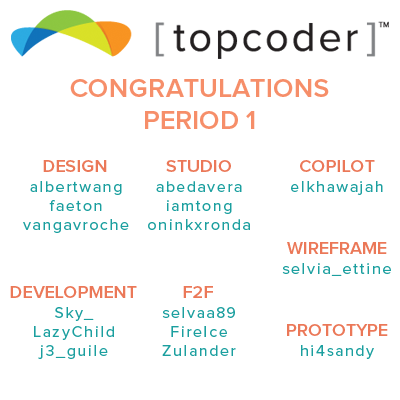 [ topcoder ]™
CONGRATULATIONS
PERIOD 1
DESIGN
albertwang
faeton
vangavroche
STUDIO
abedavera
iamtong
oninkxronda
COPILOT
elkhawajah
WIREFRAME
selvia_ettine
DEVELOPMENT
Sky_
LazyChild
j3_guile
F2F
selvaa89
FireIce
Zulander
PROTOTYPE
hi4sandy